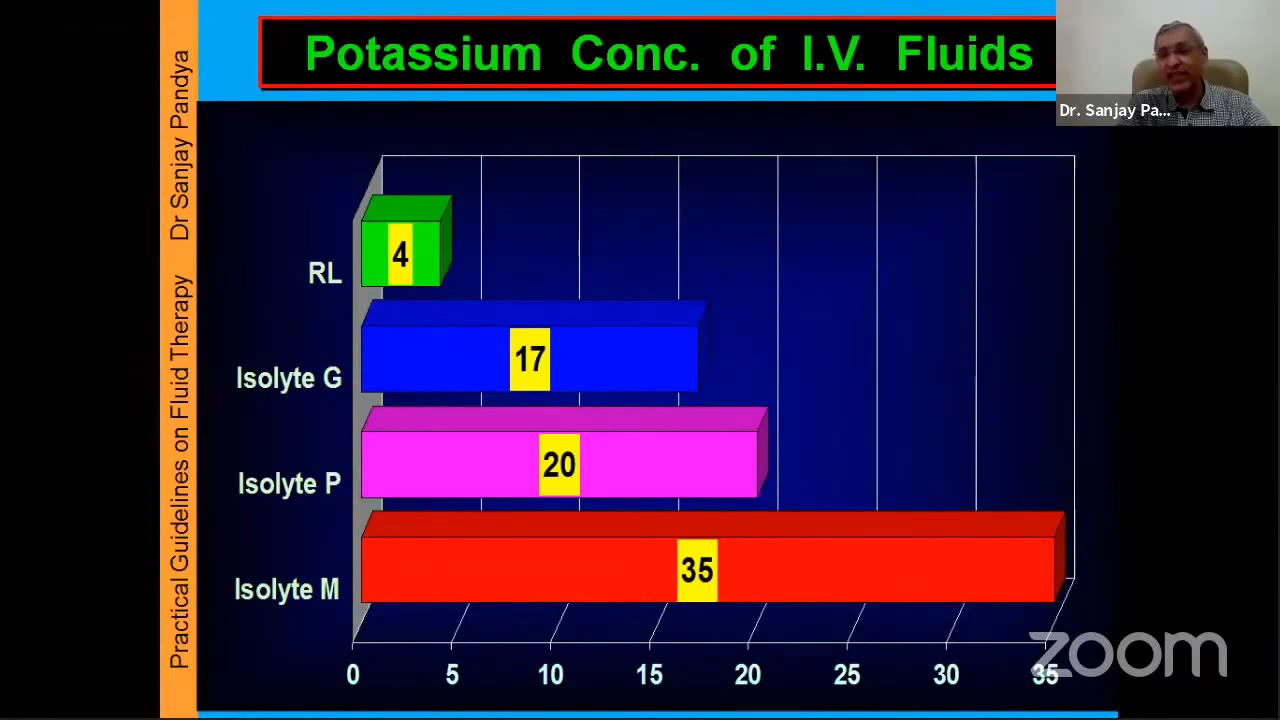 Potassium Conc. of I.V. Fluids
Dr. Sanjay Pa...
Practical Guidelines on Fluid Therapy Dr Sanjay Pandya
RL
4
Isolyte G
17
Isolyte P
20
Isolyte M
35
0 5 10 15 20 25 30 35
zoom